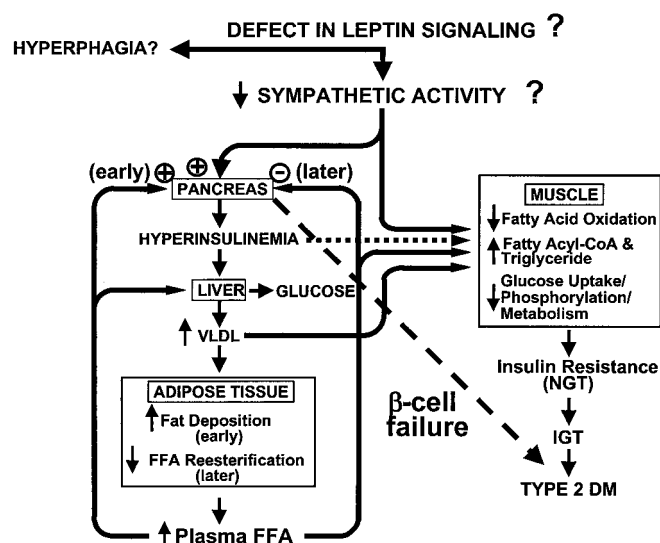 DEFECT IN LEPTIN SIGNALING ?
HYPERPHAGIA?
↓ SYMPATHETIC ACTIVITY ?
(early) ⊕ ⊕ ⊖ (later)
PANCREAS
HYPERINSULINEMIA
LIVER → GLUCOSE
↑ VLDL
ADIPOSE TISSUE
↑ Fat Deposition
(early)
↓ FFA Reesterification
(later)
↑ Plasma FFA
β-cell
failure
MUSCLE
↓ Fatty Acid Oxidation
↑ Fatty Acyl-CoA &
Triglyceride
↓ Glucose Uptake/
Phosphorylation/
Metabolism
Insulin Resistance
(NGT)
IGT
TYPE 2 DM